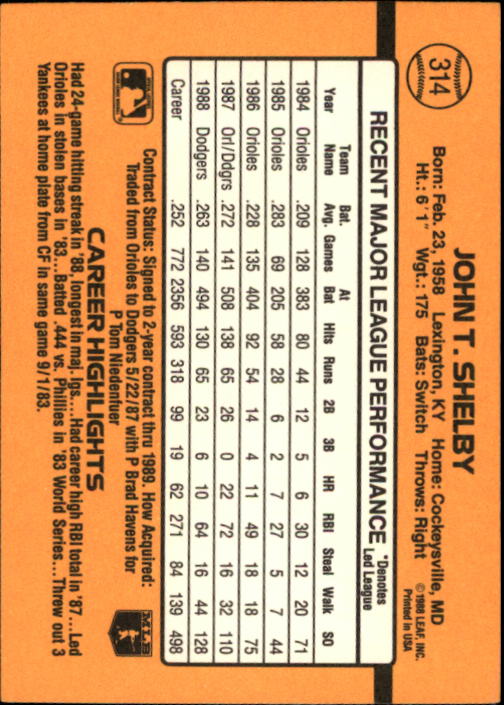 314
JOHN T. SHELBY
Born: Feb. 23, 1958 Lexington, KY Home: Cockeysville, MD
Ht.: 6'1" Wgt.: 175 Bats: Switch Throws: Right
© 1988 LEAF, INC.
Printed in USA
RECENT MAJOR LEAGUE PERFORMANCE *Denotes Led League
Year Team Name Bat. Avg. Games At Bat Hits Runs 2B 3B HR RBI Steal Walk SO
1984 Orioles .209 128 383 80 44 12 5 6 30 12 20 71
1985 Orioles .283 69 205 58 28 6 2 7 27 5 7 44
1986 Orioles .228 135 404 92 54 14 4 11 49 18 18 75
1987 Orl/Ddgrs .272 141 508 138 65 26 0 22 72 16 32 110
1988 Dodgers .263 140 494 130 65 23 6 10 64 16 44 128
Career .252 772 2356 593 318 99 19 62 271 84 139 498
Contract Status: Signed to 2-year contract thru 1989. How Acquired:
Traded from Orioles to Dodgers 5/22/87 with P Brad Havens for
P Tom Niedenfuer
MLB
CAREER HIGHLIGHTS
Had 24-game hitting streak in '88, longest in maj. lgs....Had career high RBI total in '87...Led
Orioles in stolen bases in '83...Batted .444 vs. Phillies in '83 World Series...Threw out 3
Yankees at home plate from CF in same game 9/1/83.